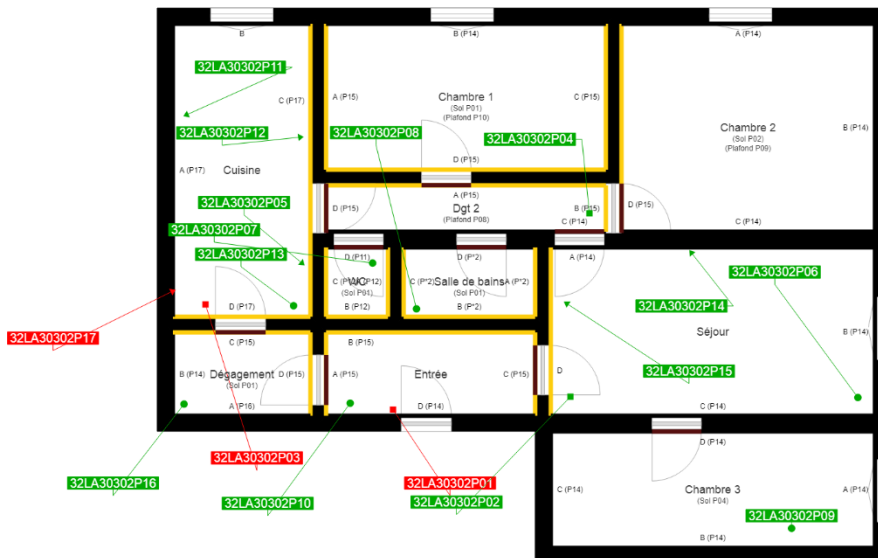 B
B (P14)
A (P14)
32LA30302P11
C (P17)
A (P15)
Chambre 1
(Sol P01)
(Plafond P10)
C (P15)
Chambre 2
(Sol P02)
(Plafond P09)
B (P14)
32LA30302P12
32LA30302P08
32LA30302P04
D (P15)
A (P17)
Cuisine
A (P15)
32LA30302P05
D (P15)
Dgt 2
(Plafond P08)
B (P15)
C (P14)
D (P15)
C (P14)
32LA30302P07
32LA30302P13
D (P11)
D (P*2)
A (P14)
32LA30302P06
WC
(Sol P01)
C (P*2)
Salle de bains
(Sol P01)
A (P*2)
D (P17)
B (P12)
B (P*2)
32LA30302P14
B (P14)
Séjour
32LA30302P17
C (P15)
B (P15)
B (P14)
Dégagement
(Sol P01)
D (P15)
A (P15)
Entrée
C (P15)
D
32LA30302P15
A (P16)
D (P14)
C (P14)
D (P14)
32LA30302P03
32LA30302P16
32LA30302P10
32LA30302P01
32LA30302P02
C (P14)
Chambre 3
(Sol P04)
A (P14)
32LA30302P09
B (P14)